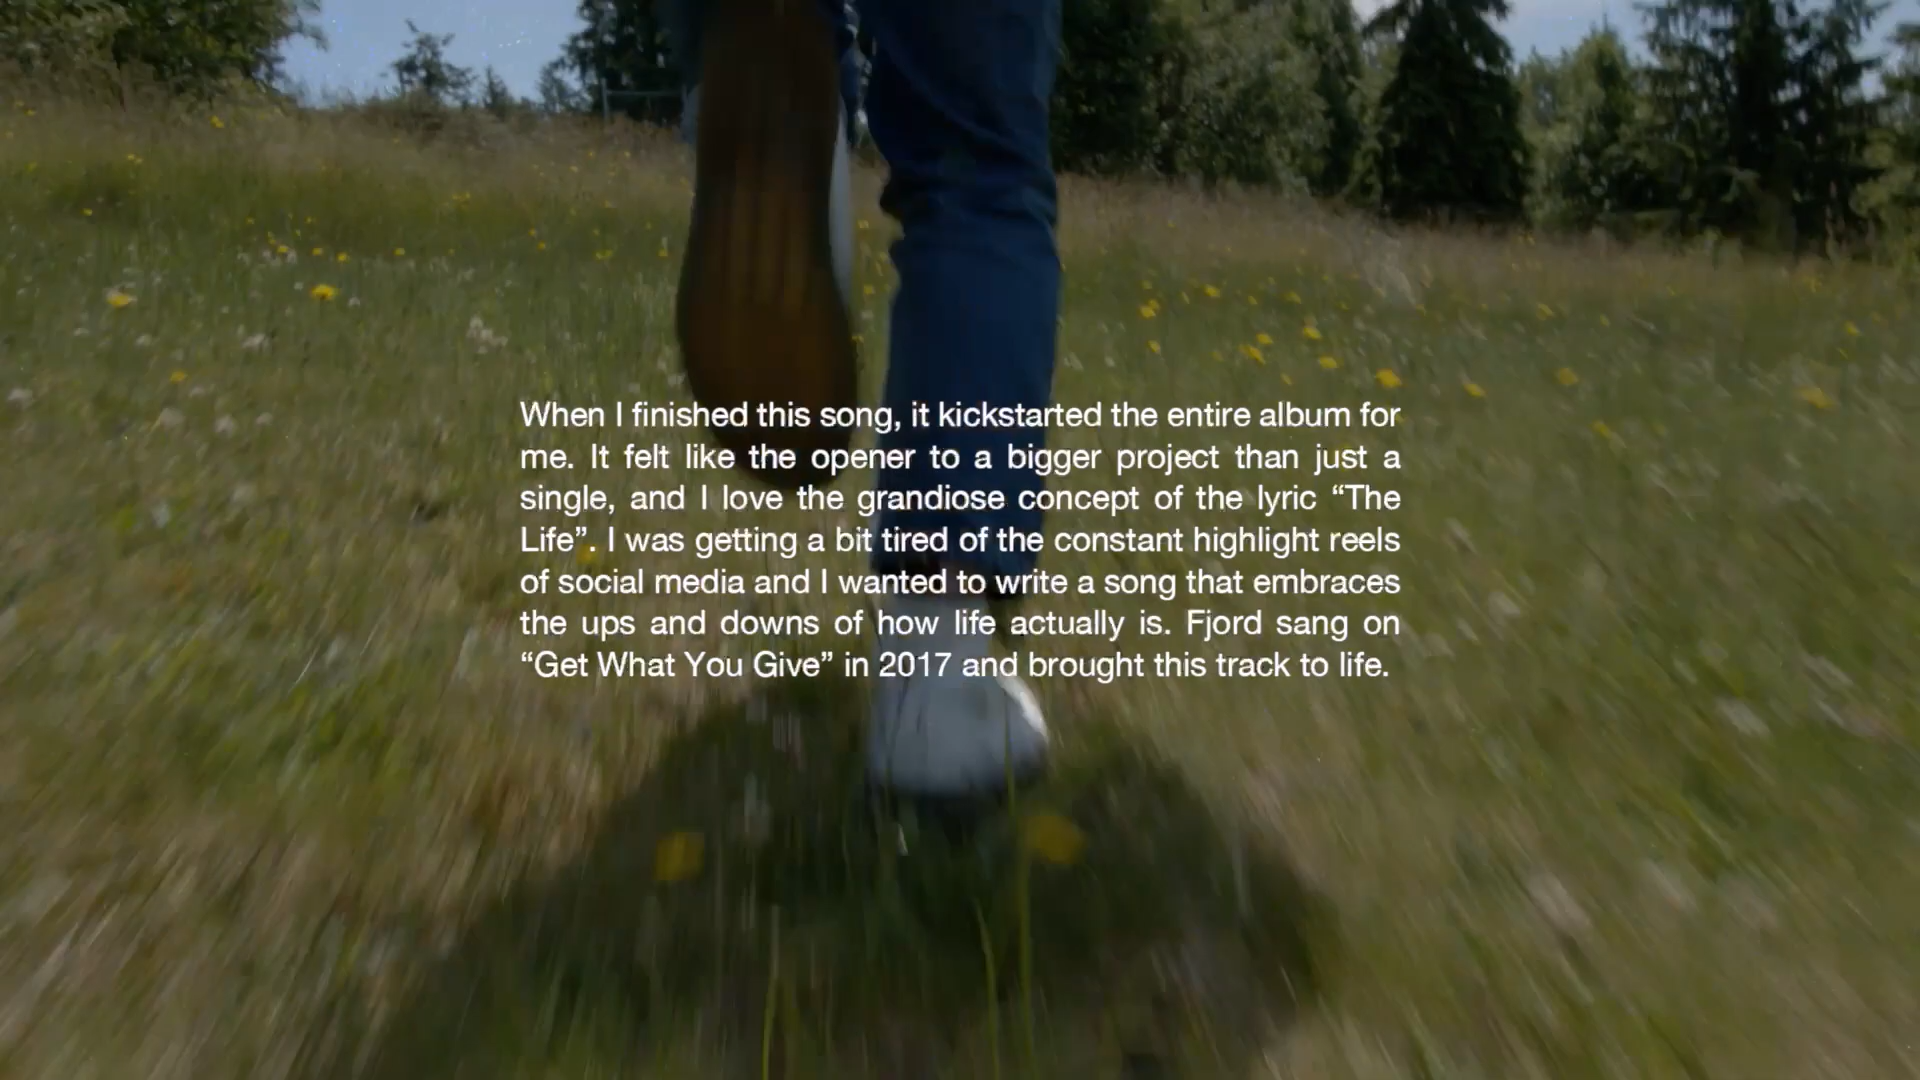 When I finished this song, it kickstarted the entire album for
me. It felt like the opener to a bigger project than just a
single, and I love the grandiose concept of the lyric “The
Life”. I was getting a bit tired of the constant highlight reels
of social media and I wanted to write a song that embraces
the ups and downs of how life actually is. Fjord sang on
“Get What You Give” in 2017 and brought this track to life.